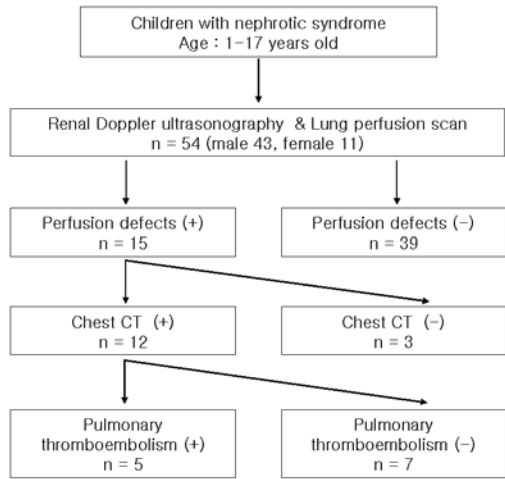 Children with nephrotic syndrome
Age : 1-17 years old
Renal Doppler ultrasonography & Lung perfusion scan
n = 54 (male 43, female 11)
Perfusion defects (+)
n = 15
Perfusion defects (-)
n = 39
Chest CT (+)
n = 12
Chest CT (-)
n = 3
Pulmonary
thromboembolism (+)
n = 5
Pulmonary
thromboembolism (-)
n = 7